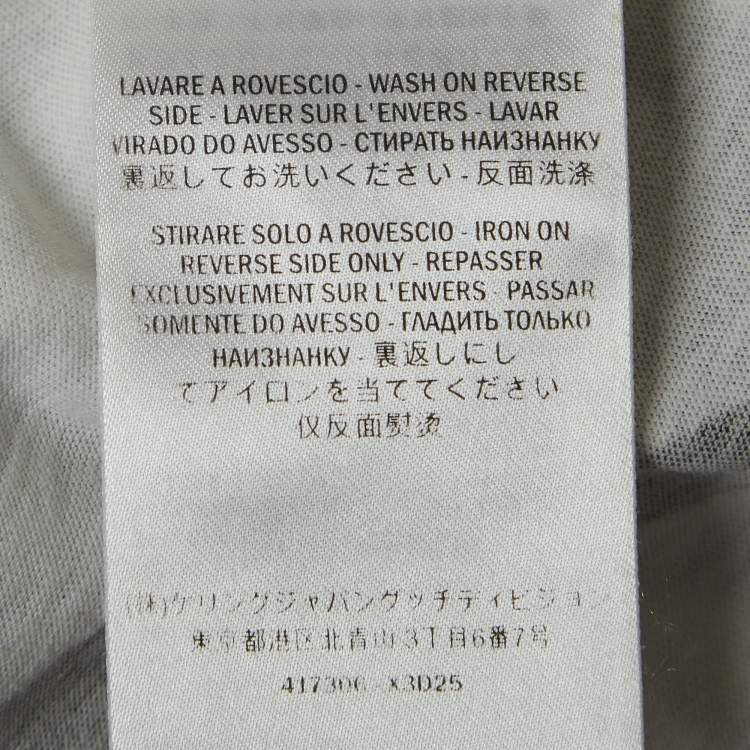 LAVARE A ROVESCIO - WASH ON REVERSE
SIDE - LAVER SUR L'ENVERS - LAVAR
VIRADO DO AVESSO - СТИРАТЬ НАИЗНАНКУ
裏返してお洗いください - 反面洗涤
STIRARE SOLO A ROVESCIO - IRON ON
REVERSE SIDE ONLY - REPASSER
EXCLUSIVEMENT SUR L'ENVERS - PASSAR
SOMENTE DO AVESSO - ГЛАДИТЬ ТОЛЬКО
НАИЗНАНКУ - 裏返しにし
てアイロンを当ててください
仅反面熨烫
(株)ケリングジャパングッチディビジョン
東京都港区北青山3丁目6番7号
417306 X3D25